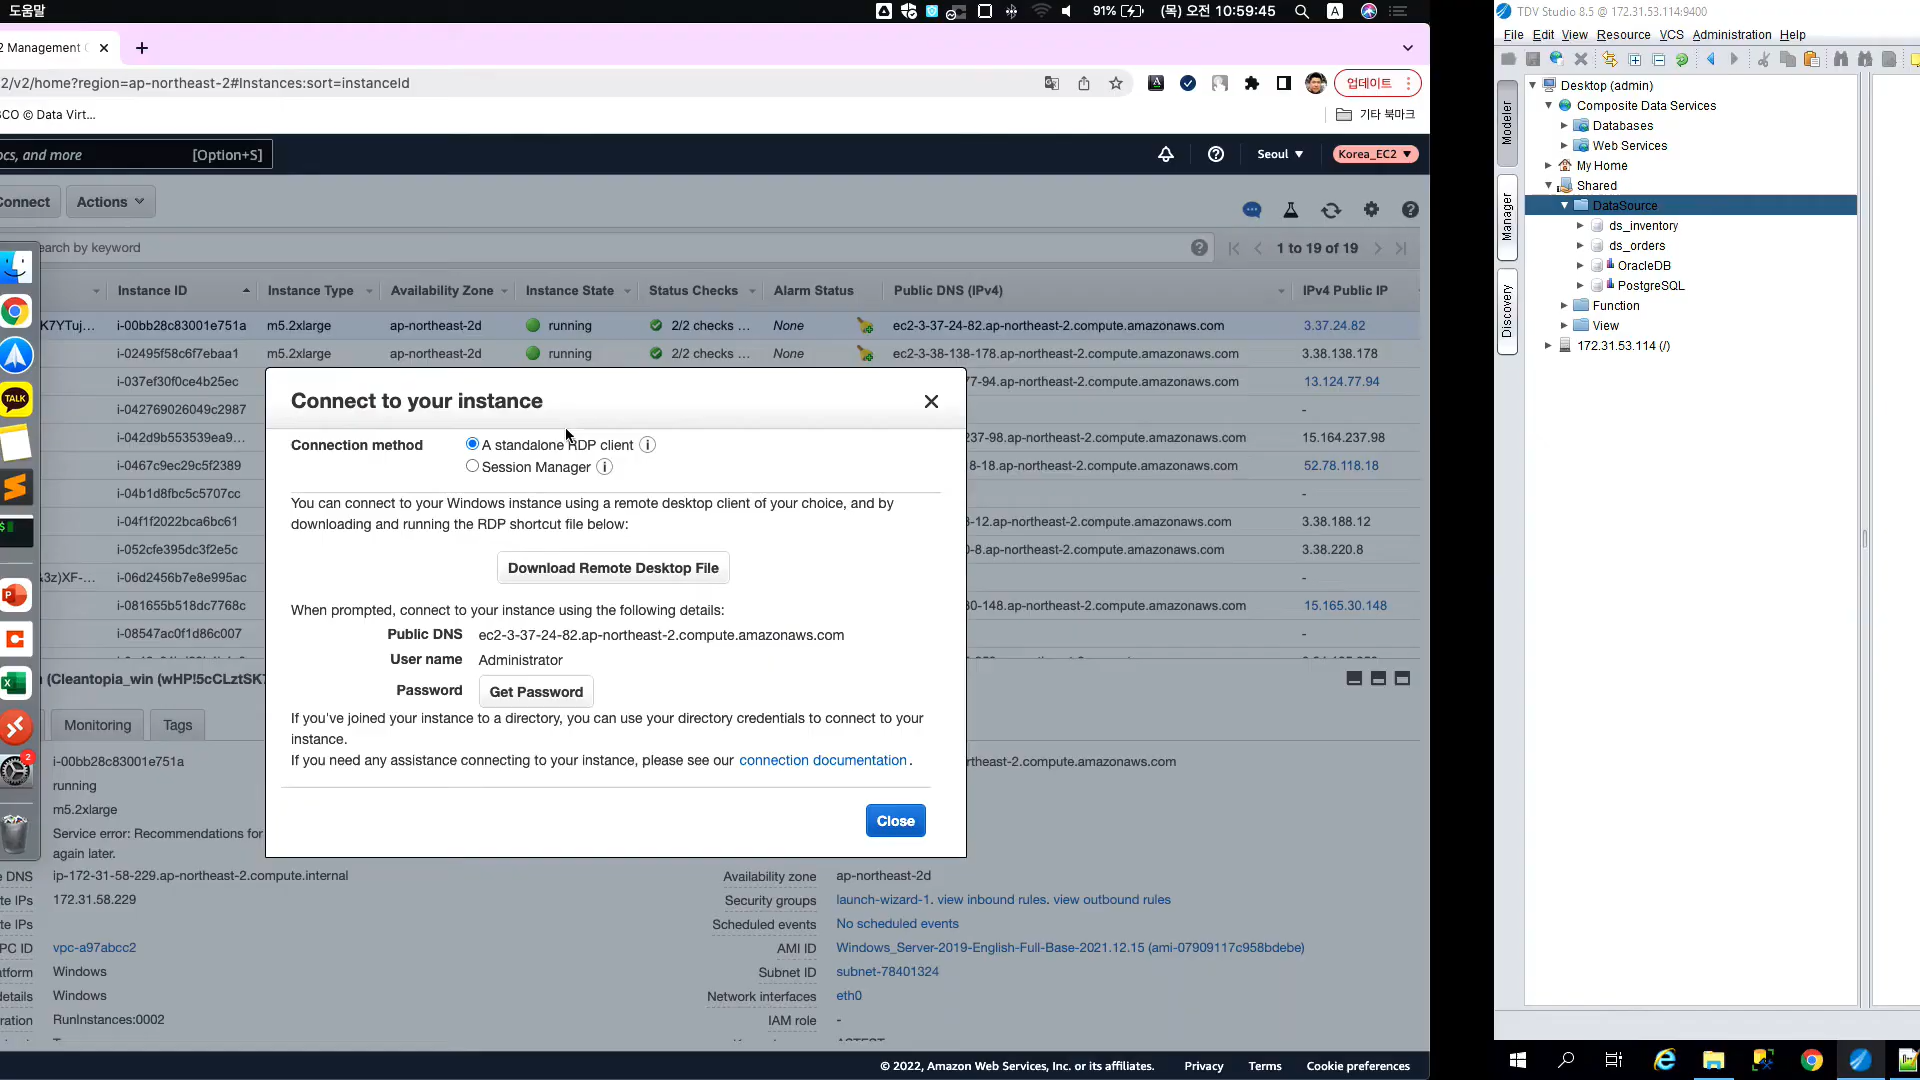 도움말
91%
(목) 오전 10:59:45
A
2 Management
2/v2/home?region=ap-northeast-2#Instances:sort=instanceId
업데이트
CO © Data Virt...
기타 북마크
ocs, and more [Option+S]
Seoul
Korea_EC2
Connect
Actions
earch by keyword
1 to 19 of 19
Instance ID Instance Type Availability Zone Instance State Status Checks Alarm Status Public DNS (IPv4) IPv4 Public IP
K7YTuj... i-00bb28c83001e751a m5.2xlarge ap-northeast-2d running 2/2 checks ... None ec2-3-37-24-82.ap-northeast-2.compute.amazonaws.com 3.37.24.82
i-02495f58c6f7ebaa1 m5.2xlarge ap-northeast-2d running 2/2 checks ... None ec2-3-38-138-178.ap-northeast-2.compute.amazonaws.com 3.38.138.178
i-037ef30f0ce4b25ec 77-94.ap-northeast-2.compute.amazonaws.com 13.124.77.94
i-042769026049c2987 -
i-042d9b553539ea9... 237-98.ap-northeast-2.compute.amazonaws.com 15.164.237.98
i-0467c9ec29c5f2389 8-18.ap-northeast-2.compute.amazonaws.com 52.78.118.18
i-04b1d8fbc5c5707cc -
i-04f1f2022bca6bc61 3-12.ap-northeast-2.compute.amazonaws.com 3.38.188.12
i-052cfe395dc3f2e5c 0-8.ap-northeast-2.compute.amazonaws.com 3.38.220.8
&3z)XF-... i-06d2456b7e8e995ac -
i-081655b518dc7768c 30-148.ap-northeast-2.compute.amazonaws.com 15.165.30.148
i-08547ac0f1d86c007 -
Connect to your instance
Connection method
A standalone RDP client
Session Manager
You can connect to your Windows instance using a remote desktop client of your choice, and by
downloading and running the RDP shortcut file below:
Download Remote Desktop File
When prompted, connect to your instance using the following details:
Public DNS ec2-3-37-24-82.ap-northeast-2.compute.amazonaws.com
User name Administrator
Password Get Password
If you've joined your instance to a directory, you can use your directory credentials to connect to your
instance.
If you need any assistance connecting to your instance, please see our connection documentation.
Close
TALK
2
(Cleantopia_win (wHP!5cCLztSK7
Monitoring
Tags
i-00bb28c83001e751a
running
m5.2xlarge
Service error: Recommendations for
again later.
rtheast-2.compute.amazonaws.com
e DNS ip-172-31-58-229.ap-northeast-2.compute.internal
te IPs 172.31.58.229
te IPs
PC ID vpc-a97abcc2
atform Windows
details Windows
ration RunInstances:0002
Availability zone ap-northeast-2d
Security groups launch-wizard-1. view inbound rules. view outbound rules
Scheduled events No scheduled events
AMI ID Windows_Server-2019-English-Full-Base-2021.12.15 (ami-07909117c958bdebe)
Subnet ID subnet-78401324
Network interfaces eth0
IAM role -
© 2022, Amazon Web Services, Inc. or its affiliates. Privacy Terms Cookie preferences
TDV Studio 8.5 @ 172.31.53.114:9400
File Edit View Resource VCS Administration Help
Modeler
Manager
Discovery
Desktop (admin)
Composite Data Services
Databases
Web Services
My Home
Shared
DataSource
ds_inventory
ds_orders
OracleDB
PostgreSQL
Function
View
172.31.53.114 (/)